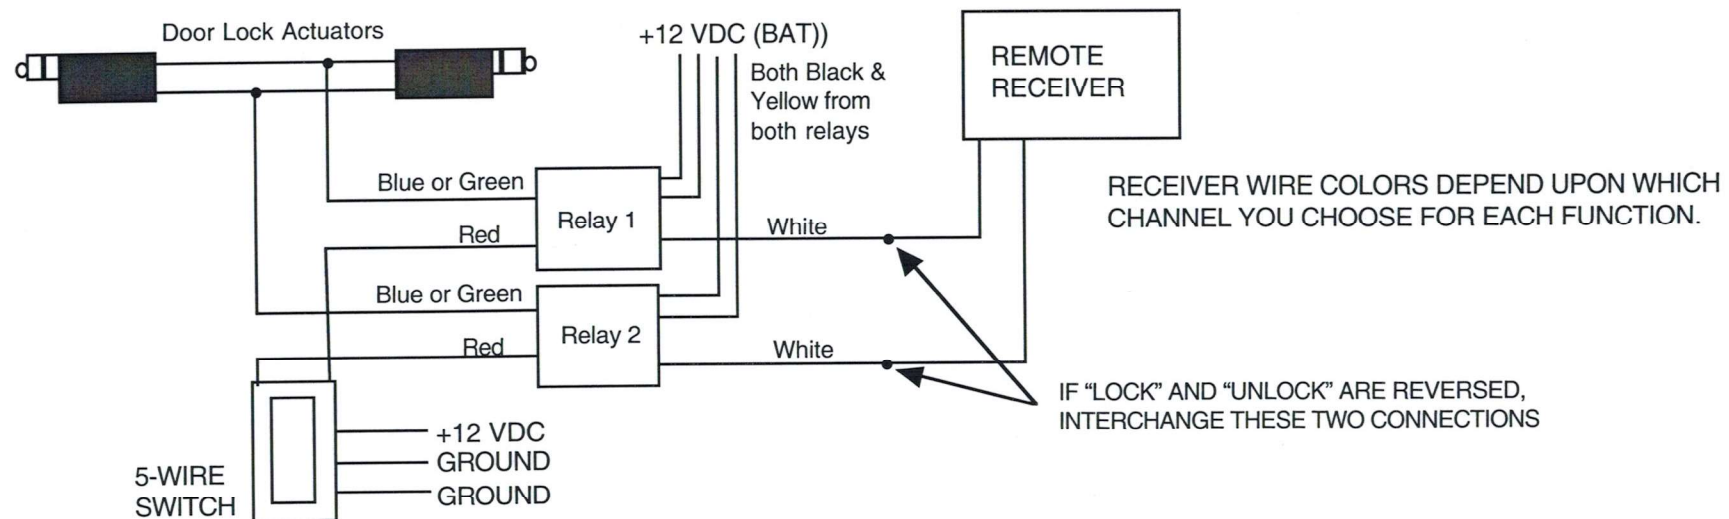 Door Lock Actuators
+12 VDC (BAT))
Both Black &
Yellow from
both relays
REMOTE
RECEIVER
RECEIVER WIRE COLORS DEPEND UPON WHICH
CHANNEL YOU CHOOSE FOR EACH FUNCTION.
Blue or Green
Relay 1
Red
White
Blue or Green
Relay 2
Red
White
IF “LOCK” AND “UNLOCK” ARE REVERSED,
INTERCHANGE THESE TWO CONNECTIONS
5-WIRE
SWITCH
+12 VDC
GROUND
GROUND